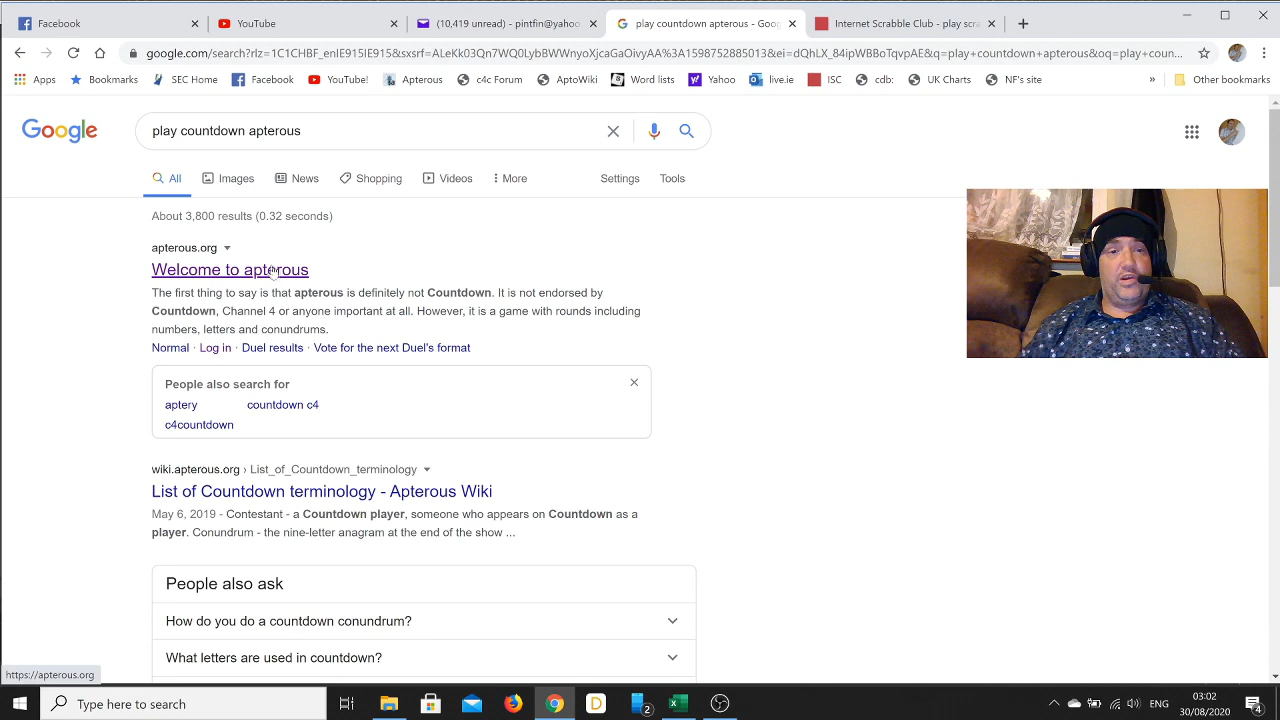 Facebook
YouTube
(10,419 unread) - pintfin@yahoo
play countdown apterous - Goog
Internet Scrabble Club - play scra
google.com/search?rlz=1C1CHBF_enIE915IE915&sxsrf=ALeKk03Qn7WQ0LybBWWnyoXjcaGaOivyAA%3A1598752885013&ei=dQhLX_84ipWBBoTqvpAE&q=play+countdown+apterous&oq=play+coun...
Apps
Bookmarks
SEC Home
Facebook
YouTube!
Apterous
c4c Forum
AptoWiki
Word lists
Yahoo
live.ie
ISC
cdb:
UK Charts
NF's site
»
Other bookmarks
Google
play countdown apterous
All
Images
News
Shopping
Videos
More
Settings
Tools
About 3,800 results (0.32 seconds)
apterous.org
Welcome to apterous
The first thing to say is that apterous is definitely not Countdown. It is not endorsed by
Countdown, Channel 4 or anyone important at all. However, it is a game with rounds including
numbers, letters and conundrums.
Normal · Log in · Duel results · Vote for the next Duel's format
People also search for
aptery countdown c4
c4countdown
wiki.apterous.org › List_of_Countdown_terminology
List of Countdown terminology - Apterous Wiki
May 6, 2019 - Contestant - a Countdown player, someone who appears on Countdown as a
player. Conundrum - the nine-letter anagram at the end of the show ...
People also ask
How do you do a countdown conundrum?
What letters are used in countdown?
https://apterous.org
Type here to search
D
2
ENG
03:02
30/08/2020
4